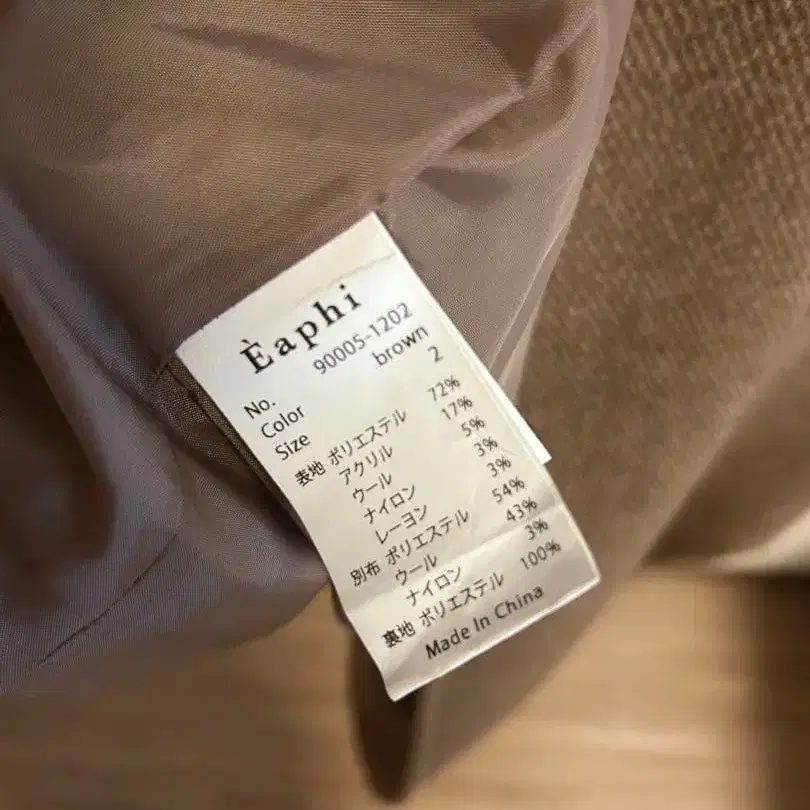 Èaphi
No. 90005-1202
Color brown
Size 2
表地 ポリエステル 72%
アクリル 17%
ウール 5%
ナイロン 3%
レーヨン 3%
別布 ポリエステル 54%
ウール 43%
ナイロン 3%
裏地 ポリエステル 100%
Made In China